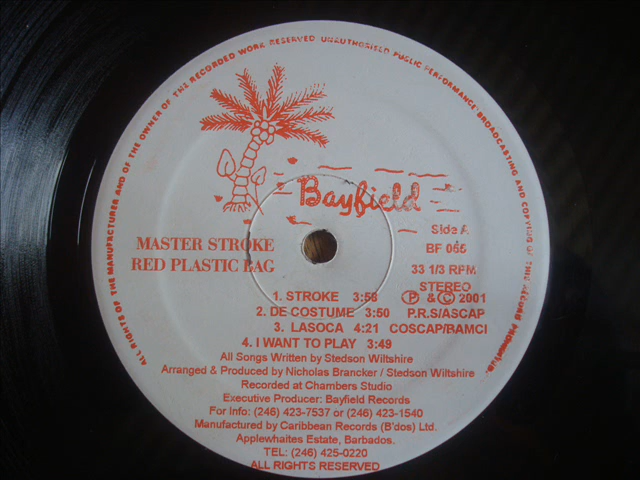 ALL RIGHTS OF THE MANUFACTURER AND OF THE OWNER OF THE RECORDED WORK RESERVED UNAUTHORISED PUBLIC PERFORMANCE BROADCASTING AND COPYING OF THIS RECORD PROHIBITED.
Bayfield
Side A
BF 055
MASTER STROKE
RED PLASTIC BAG
33 1/3 RPM
STEREO
1. STROKE 3:58 Ⓟ & © 2001
2. DE COSTUME 3:50 P.R.S/ASCAP
3. LASOCA 4:21 COSCAP/BAMCI
4. I WANT TO PLAY 3:49
All Songs Written by Stedson Wiltshire
Arranged & Produced by Nicholas Brancker / Stedson Wiltshire
Recorded at Chambers Studio
Executive Producer: Bayfield Records
For Info: (246) 423-7537 or (246) 423-1540
Manufactured by Caribbean Records (B'dos) Ltd.
Applewhaites Estate, Barbados.
TEL: (246) 425-0220
ALL RIGHTS RESERVED